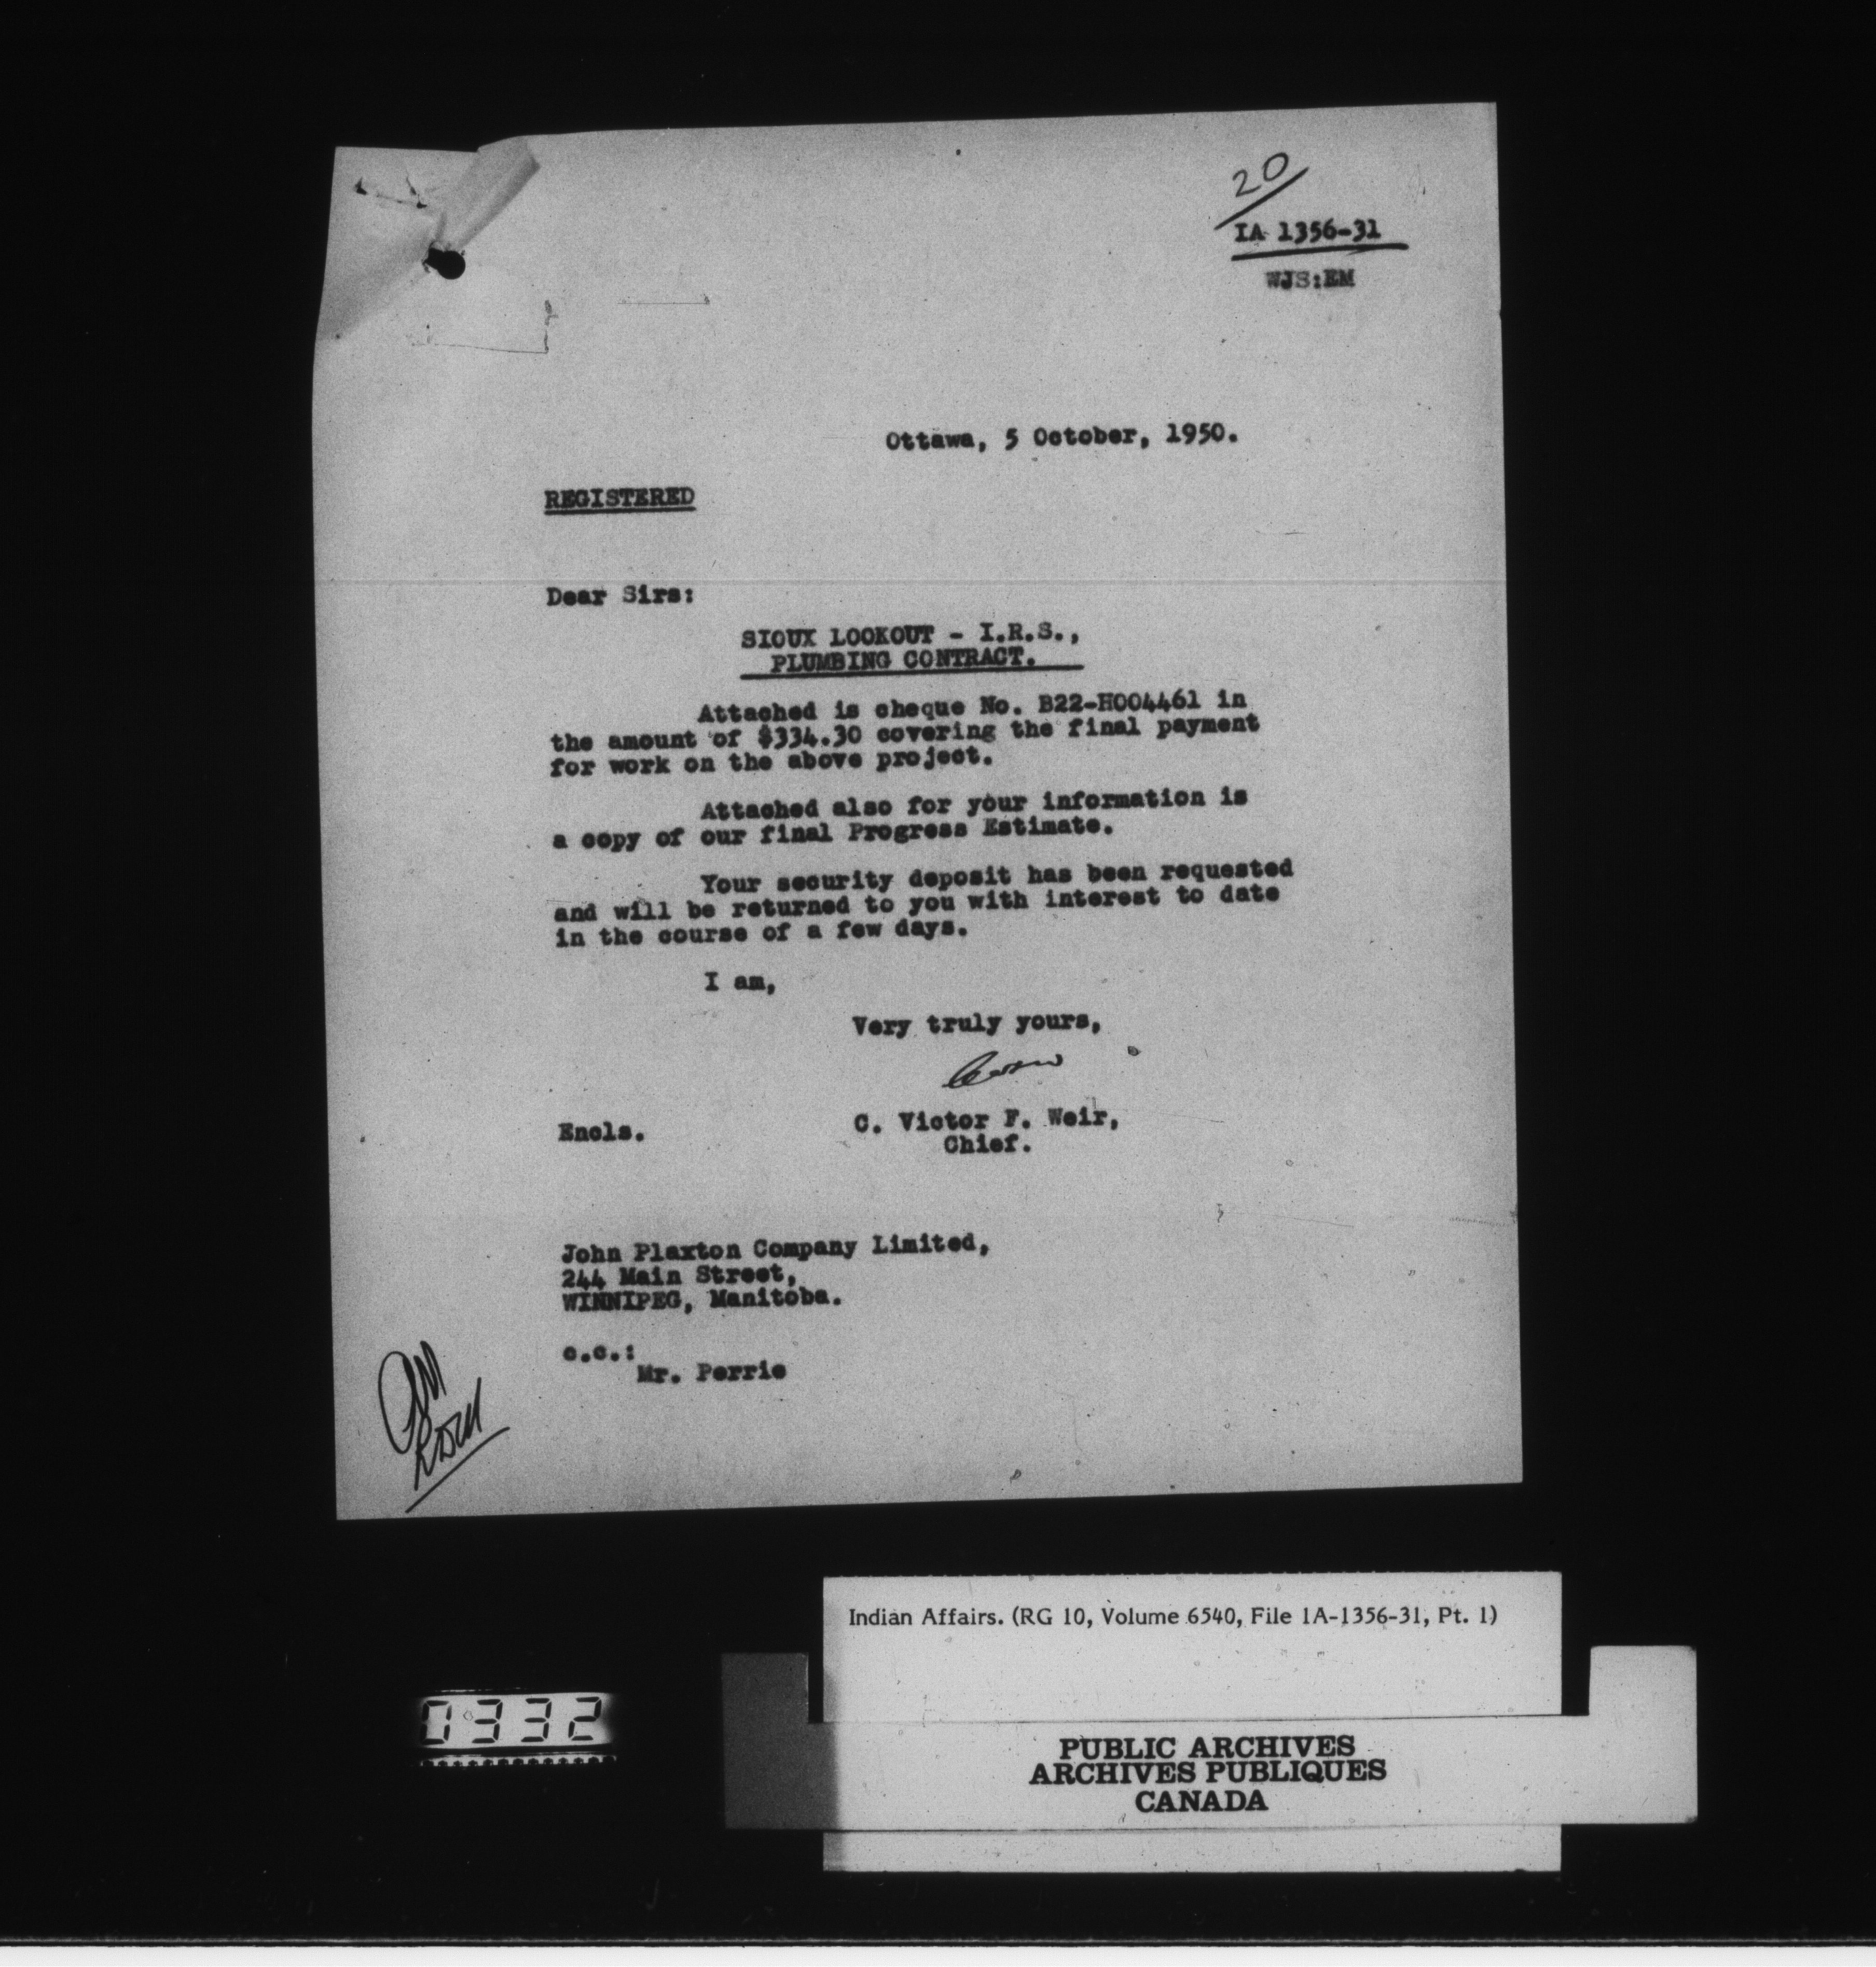 20
IA 1356-31
WJS:EM
Ottawa, 5 October, 1950.
REGISTERED
Dear Sirs:
SIOUX LOOKOUT - I.R.S.,
PLUMBING CONTRACT.
Attached is cheque No. B22-H004461 in
the amount of $334.30 covering the final payment
for work on the above project.
Attached also for your information is
a copy of our final Progress Estimate.
Your security deposit has been requested
and will be returned to you with interest to date
in the course of a few days.
I am,
Very truly yours,
Encls.
C. Victor F. Weir,
Chief.
John Plaxton Company Limited,
244 Main Street,
WINNIPEG, Manitoba.
c.c.:
Mr. Perrie
Indian Affairs. (RG 10, Volume 6540, File 1A-1356-31, Pt. 1)
0332
PUBLIC ARCHIVES
ARCHIVES PUBLIQUES
CANADA